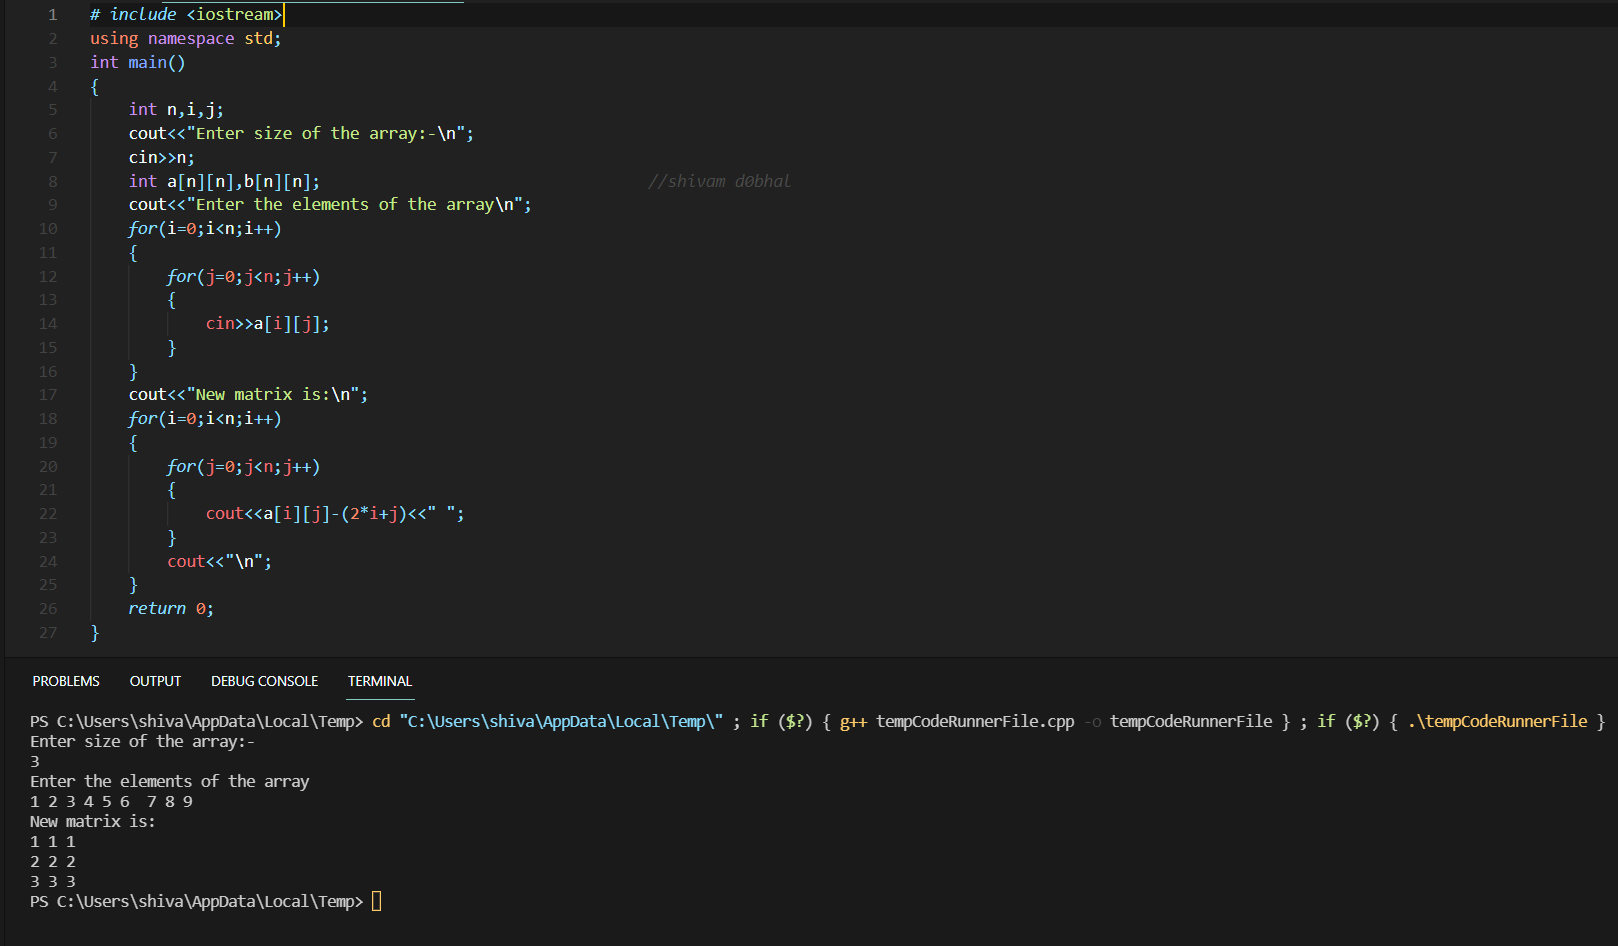 1 # include <iostream>
2 using namespace std;
3 int main()
4 {
5     int n,i,j;
6     cout<<"Enter size of the array:-\n";
7     cin>>n;
8     int a[n][n],b[n][n];                                  //shivam d0bhal
9     cout<<"Enter the elements of the array\n";
10     for(i=0;i<n;i++)
11     {
12         for(j=0;j<n;j++)
13         {
14             cin>>a[i][j];
15         }
16     }
17     cout<<"New matrix is:\n";
18     for(i=0;i<n;i++)
19     {
20         for(j=0;j<n;j++)
21         {
22             cout<<a[i][j]-(2*i+j)<<" ";
23         }
24         cout<<"\n";
25     }
26     return 0;
27 }
PROBLEMS OUTPUT DEBUG CONSOLE TERMINAL
PS C:\Users\shiva\AppData\Local\Temp> cd "C:\Users\shiva\AppData\Local\Temp\" ; if ($?) { g++ tempCodeRunnerFile.cpp -o tempCodeRunnerFile } ; if ($?) { .\tempCodeRunnerFile }
Enter size of the array:-
3
Enter the elements of the array
1 2 3 4 5 6  7 8 9
New matrix is:
1 1 1
2 2 2
3 3 3
PS C:\Users\shiva\AppData\Local\Temp>